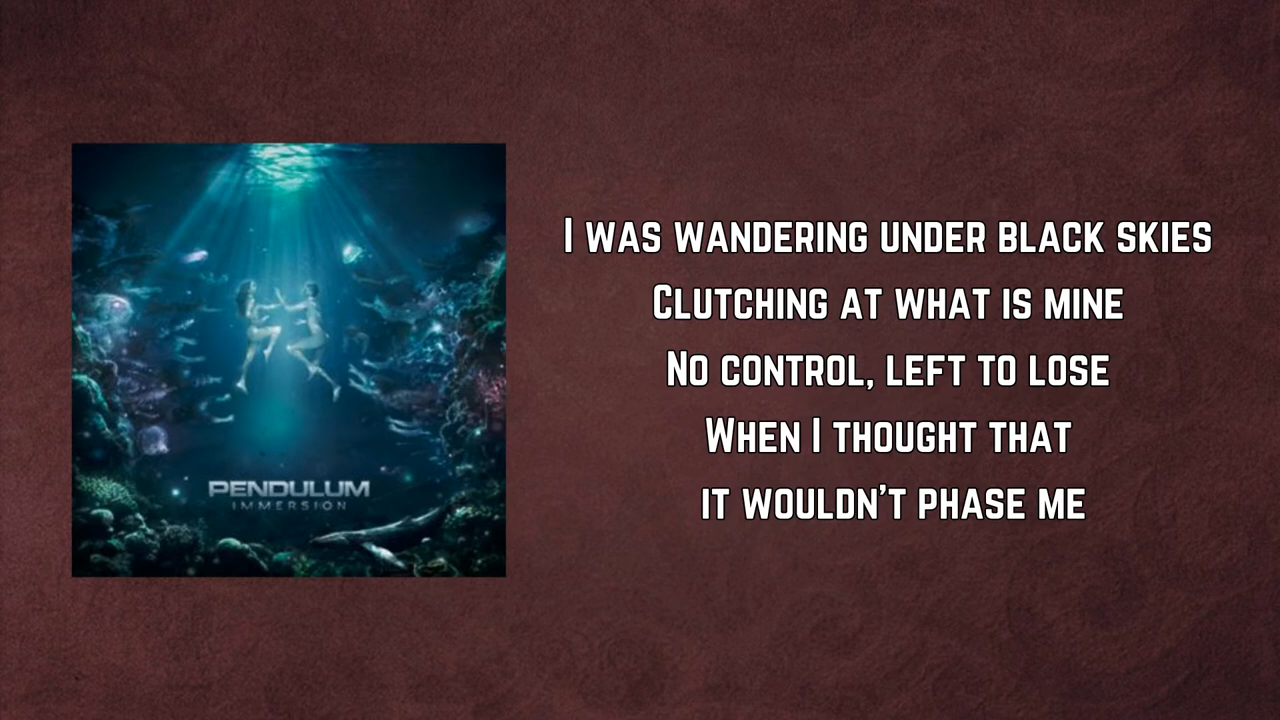 PENDULUM
IMMERSION
I WAS WANDERING UNDER BLACK SKIES
CLUTCHING AT WHAT IS MINE
NO CONTROL, LEFT TO LOSE
WHEN I THOUGHT THAT
IT WOULDN'T PHASE ME